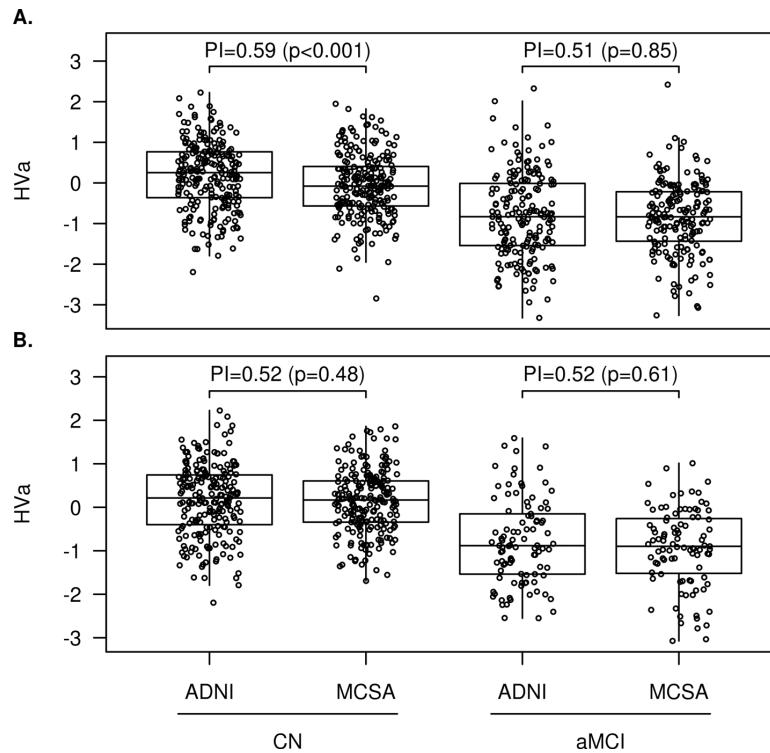 A.
PI=0.59 (p<0.001)
PI=0.51 (p=0.85)
3
2
1
0
-1
-2
-3
HVa
B.
PI=0.52 (p=0.48)
PI=0.52 (p=0.61)
3
2
1
0
-1
-2
-3
HVa
ADNI MCSA ADNI MCSA
CN aMCI